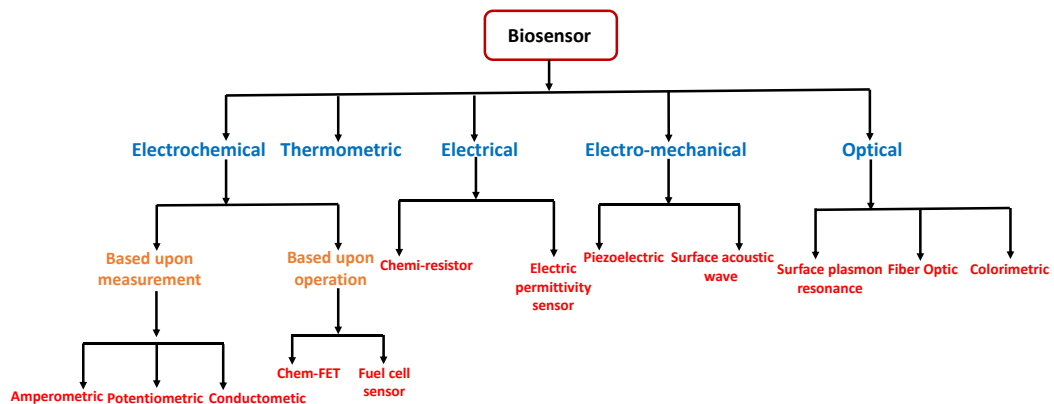 Biosensor
Electrochemical
Thermometric
Electrical
Electro-mechanical
Optical
Based upon
measurement
Based upon
operation
Chemi-resistor
Electric
permittivity
sensor
Piezoelectric
Surface acoustic
wave
Surface plasmon
resonance
Fiber Optic
Colorimetric
Amperometric
Potentiometric
Conductometic
Chem-FET
Fuel cell
sensor